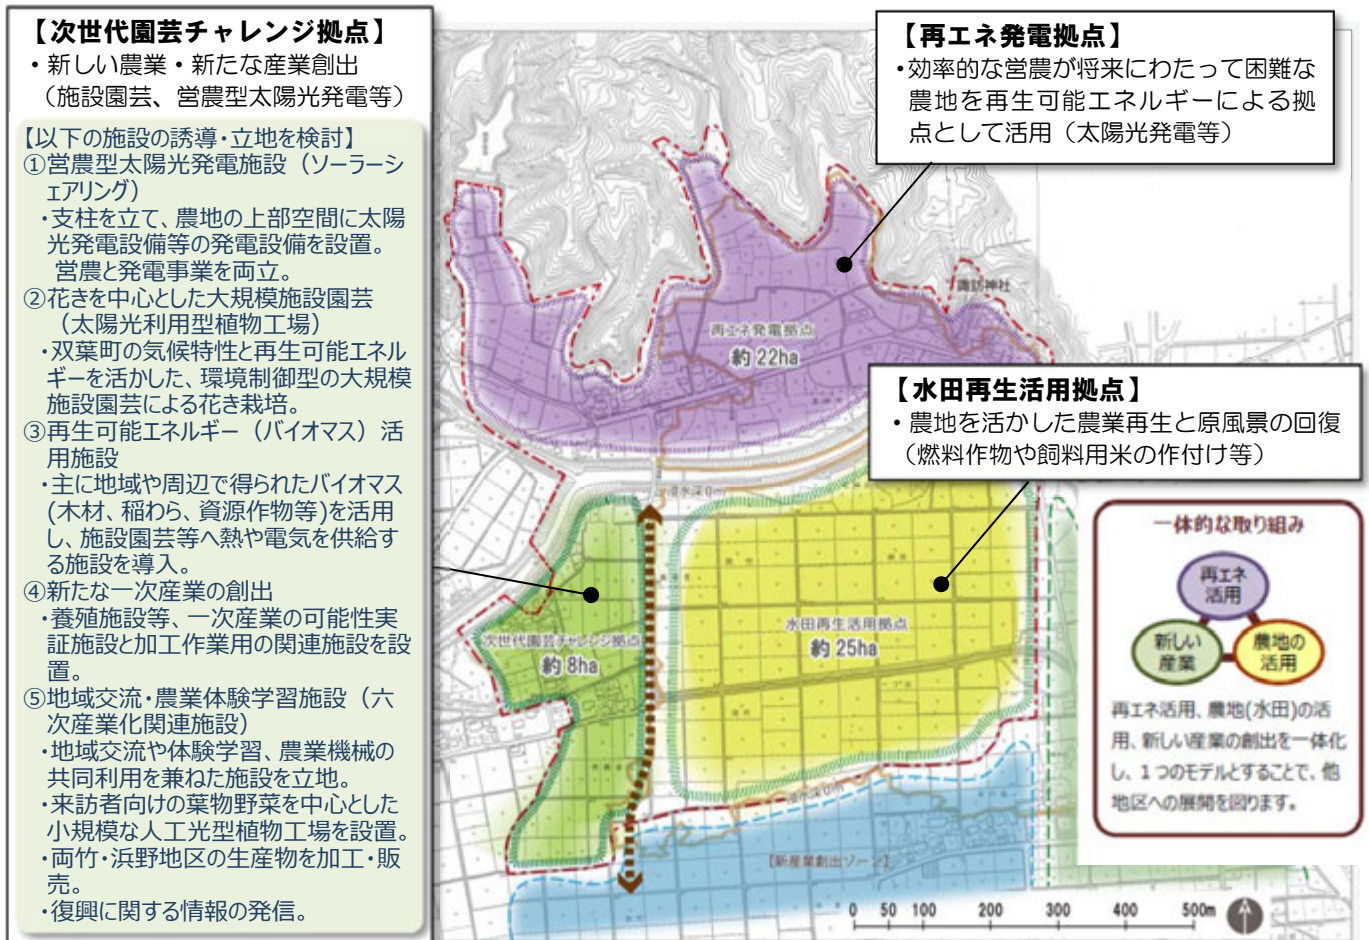 【次世代園芸チャレンジ拠点】
・新しい農業・新たな産業創出
（施設園芸、営農型太陽光発電等）
【以下の施設の誘導・立地を検討】
①営農型太陽光発電施設（ソーラーシ
ェアリング）
・支柱を立て、農地の上部空間に太陽
光発電設備等の発電設備を設置。
営農と発電事業を両立。
②花きを中心とした大規模施設園芸
（太陽光利用型植物工場）
・双葉町の気候特性と再生可能エネル
ギーを活かした、環境制御型の大規模
施設園芸による花き栽培。
③再生可能エネルギー（バイオマス）活
用施設
・主に地域や周辺で得られたバイオマス
(木材、稲わら、資源作物等)を活用
し、施設園芸等へ熱や電気を供給す
る施設を導入。
④新たな一次産業の創出
・養殖施設等、一次産業の可能性実
証施設と加工作業用の関連施設を設
置。
⑤地域交流・農業体験学習施設（六
次産業化関連施設）
・地域交流や体験学習、農業機械の
共同利用を兼ねた施設を立地。
・来訪者向けの葉物野菜を中心とした
小規模な人工光型植物工場を設置。
・両竹・浜野地区の生産物を加工・販
売。
・復興に関する情報の発信。
【再エネ発電拠点】
・効率的な営農が将来にわたって困難な
農地を再生可能エネルギーによる拠
点として活用（太陽光発電等）
諏訪神社
再エネ発電拠点
約 22ha
【水田再生活用拠点】
・農地を活かした農業再生と原風景の回復
（燃料作物や飼料用米の作付け等）
浸水深0m
次世代園芸チャレンジ拠点
約 8ha
水田再生活用拠点
約 25ha
浸水深0m
【新産業創出ゾーン】
一体的な取り組み
再エネ
活用
新しい
産業
農地の
活用
再エネ活用、農地(水田)の活
用、新しい産業の創出を一体化
し、1つのモデルとすることで、他
地区への展開を図ります。
0 50 100 200 300 400 500m